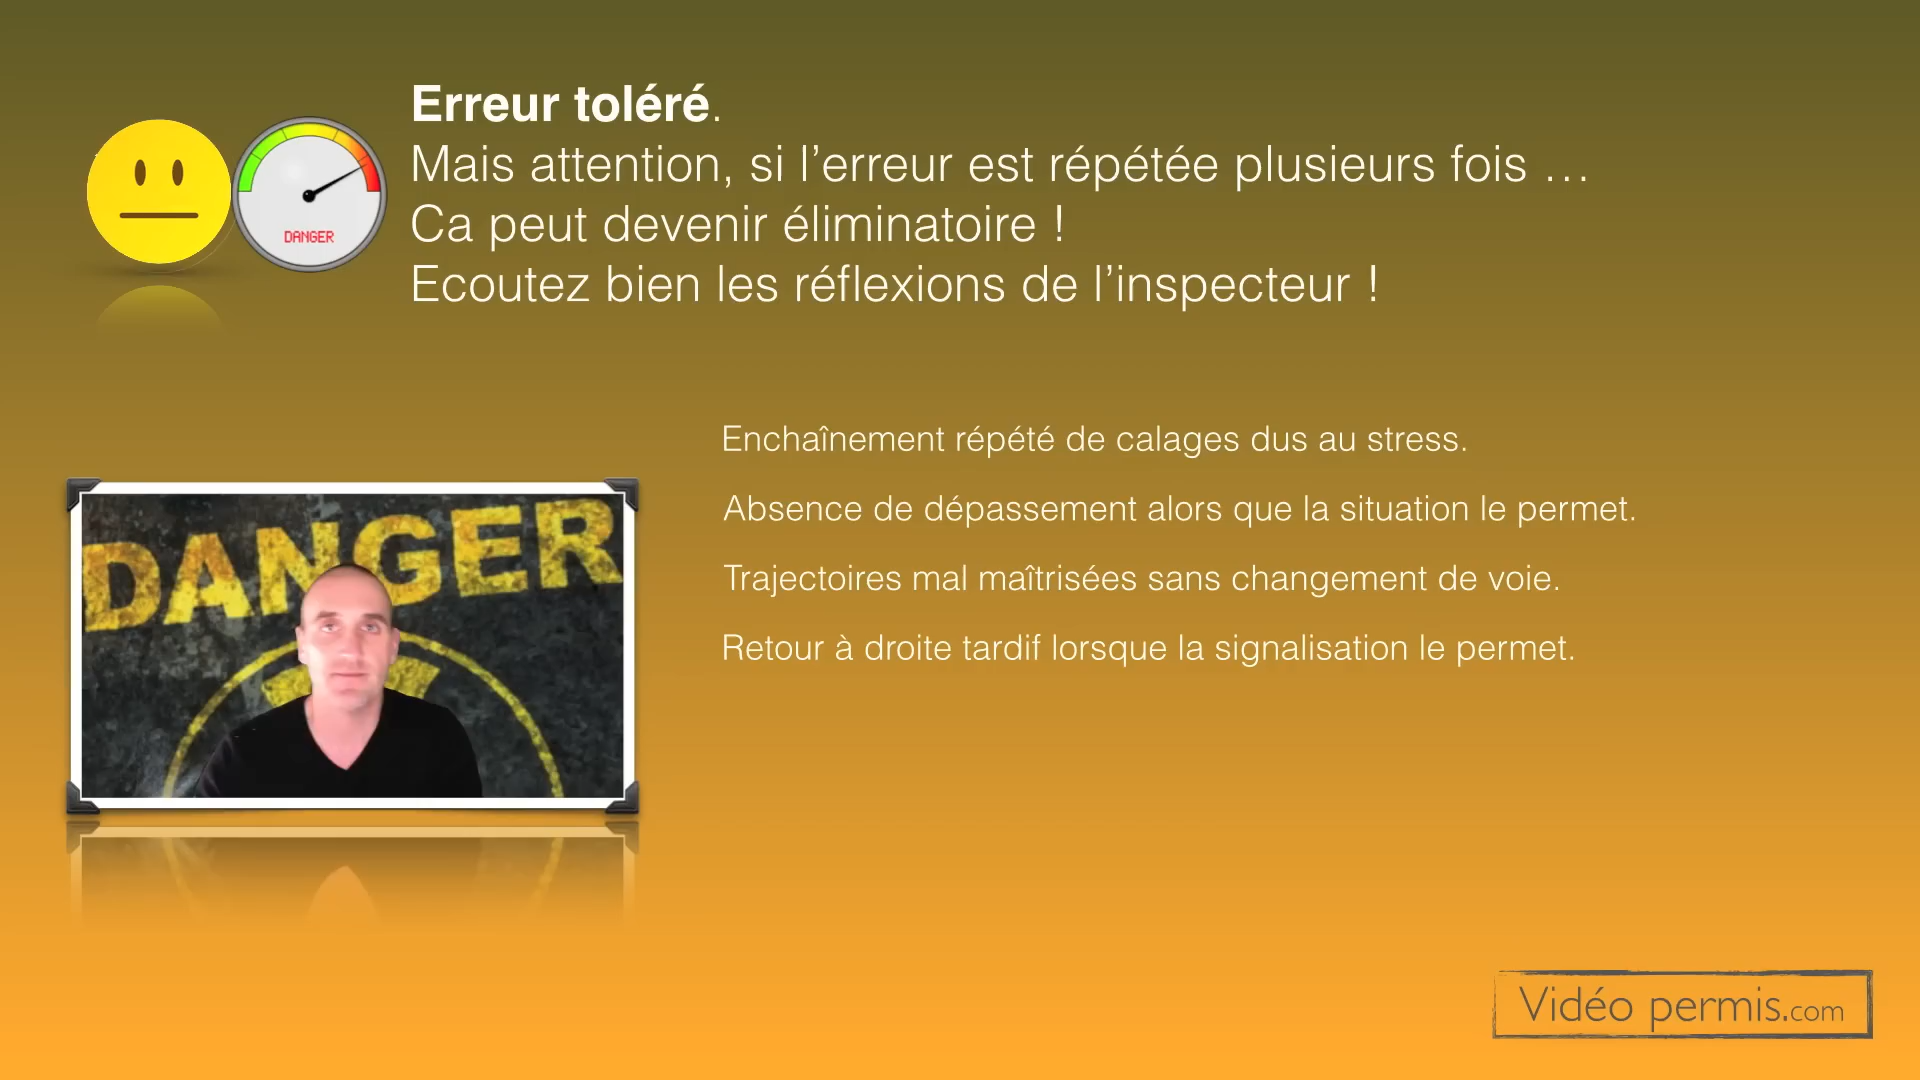 Erreur toléré.
Mais attention, si l’erreur est répétée plusieurs fois …
Ca peut devenir éliminatoire !
Ecoutez bien les réflexions de l’inspecteur !
DANGER
Enchaînement répété de calages dus au stress.
Absence de dépassement alors que la situation le permet.
Trajectoires mal maîtrisées sans changement de voie.
Retour à droite tardif lorsque la signalisation le permet.
DANGER
Vidéo permis.com